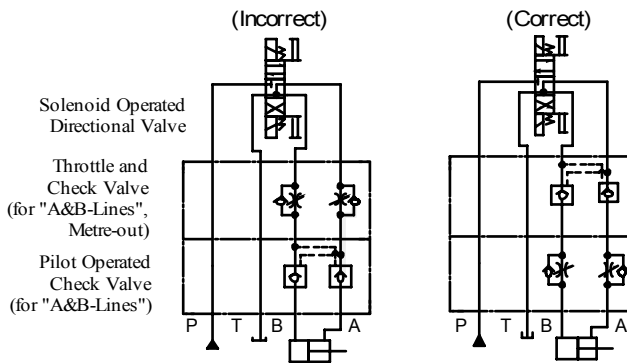 (Incorrect)
(Correct)
Solenoid Operated
Directional Valve
Throttle and
Check Valve
(for "A&B-Lines",
Metre-out)
Pilot Operated
Check Valve
(for "A&B-Lines")
P T B A
P T B A